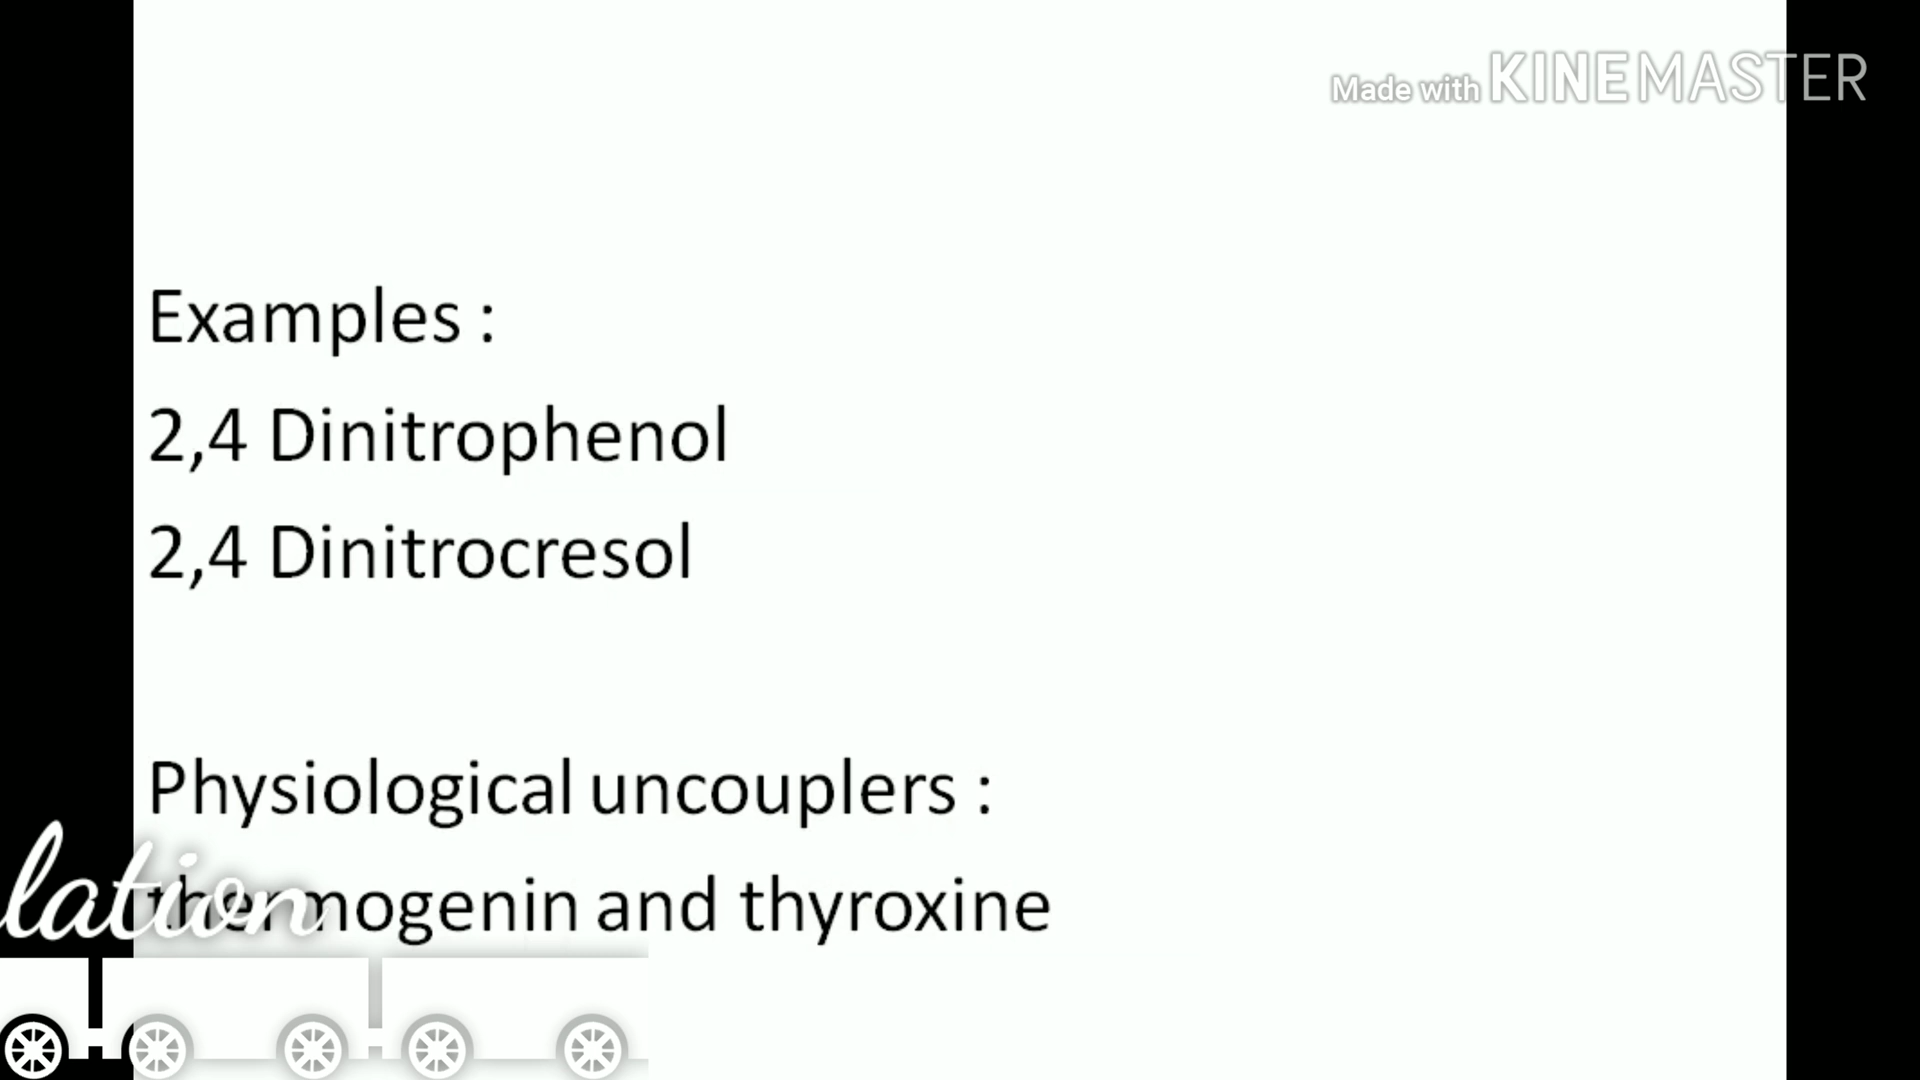 Made with KINEMASTER
Examples :
2,4 Dinitrophenol
2,4 Dinitrocresol
Physiological uncouplers :
thermogenin and thyroxine
lation